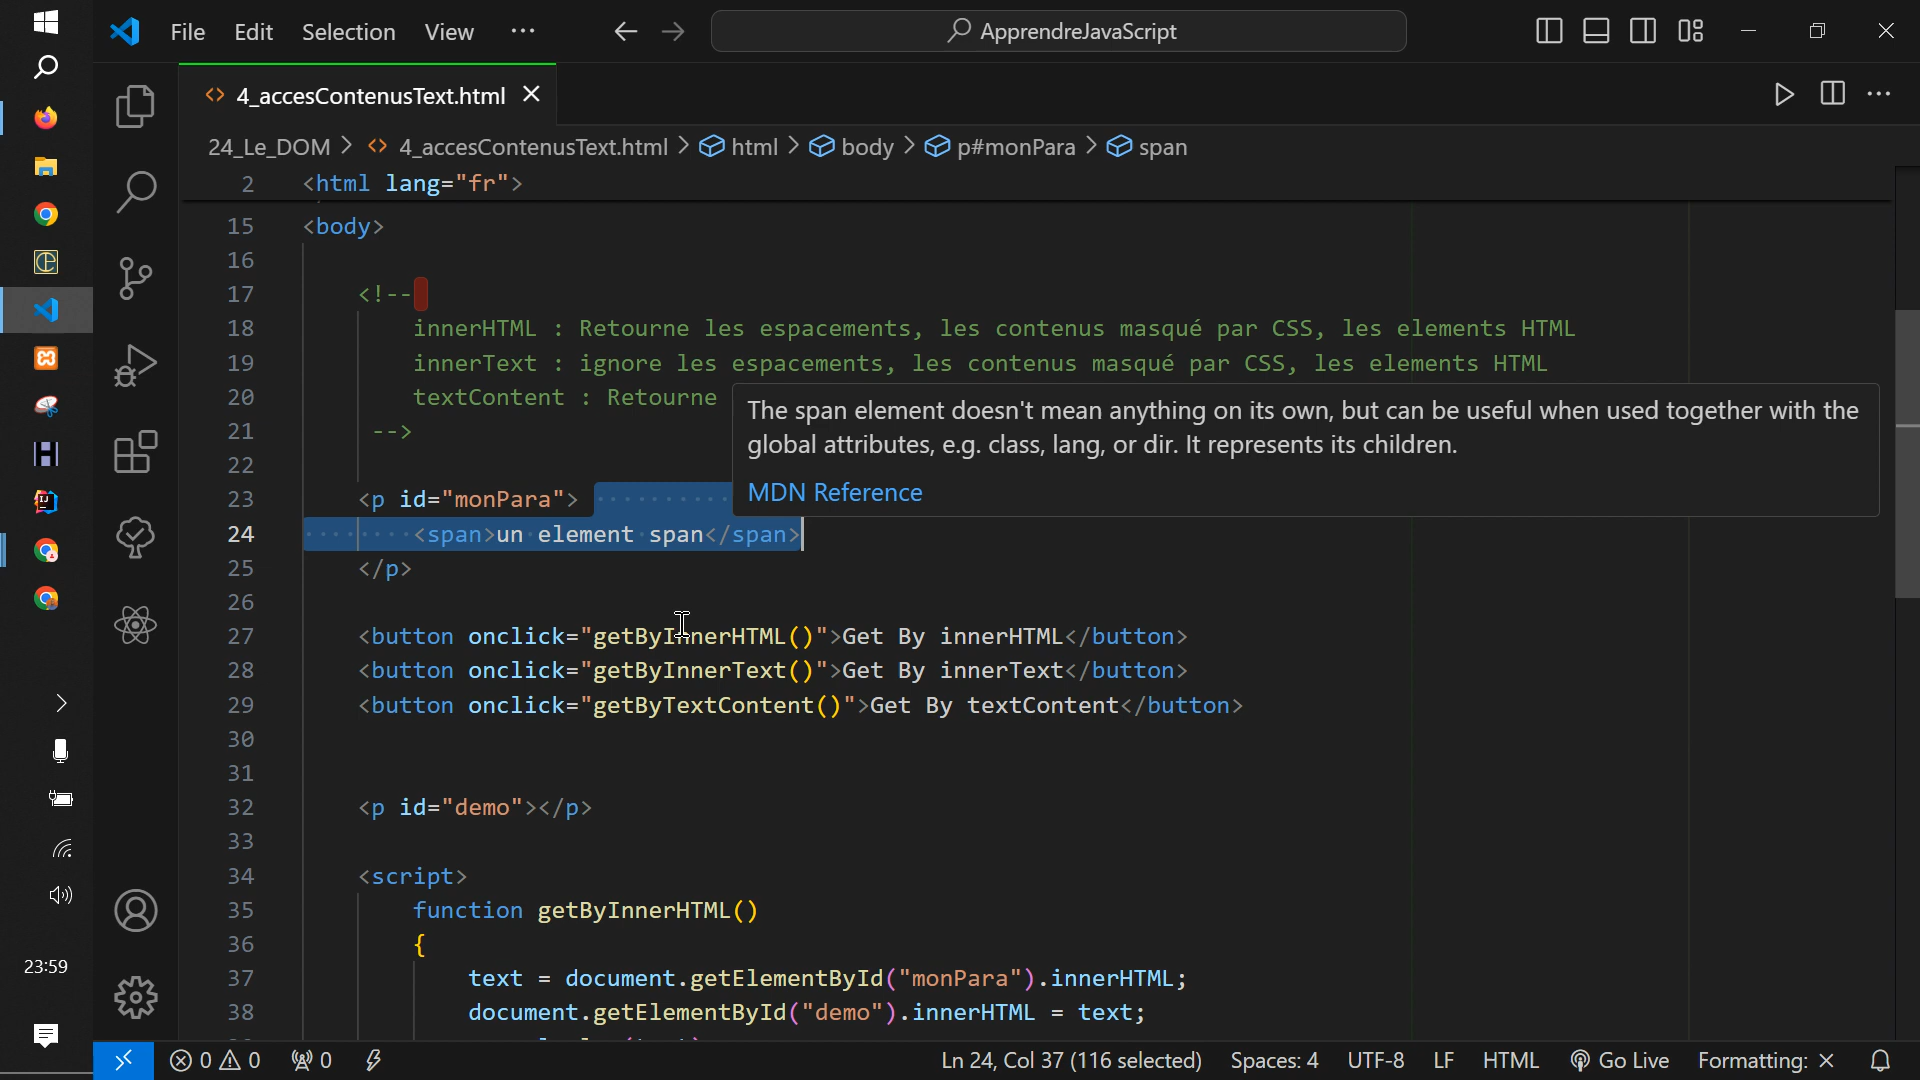 File Edit Selection View ··· ApprendreJavaScript
4_accesContenusText.html
24_Le_DOM > 4_accesContenusText.html > html > body > p#monPara > span
2 <html lang="fr">
15 <body>
16
17 <!--
18 innerHTML : Retourne les espacements, les contenus masqué par CSS, les elements HTML
19 innerText : ignore les espacements, les contenus masqué par CSS, les elements HTML
20 textContent : Retourne
The span element doesn't mean anything on its own, but can be useful when used together with the
global attributes, e.g. class, lang, or dir. It represents its children.
MDN Reference
21 -->
22
23 <p id="monPara">
24 <span>un element span</span>
25 </p>
26
27 <button onclick="getByInnerHTML()">Get By innerHTML</button>
28 <button onclick="getByInnerText()">Get By innerText</button>
29 <button onclick="getByTextContent()">Get By textContent</button>
30
31
32 <p id="demo"></p>
33
34 <script>
35 function getByInnerHTML()
36 {
37 text = document.getElementById("monPara").innerHTML;
38 document.getElementById("demo").innerHTML = text;
23:59
0 0 0 Ln 24, Col 37 (116 selected) Spaces: 4 UTF-8 LF HTML Go Live Formatting: ×